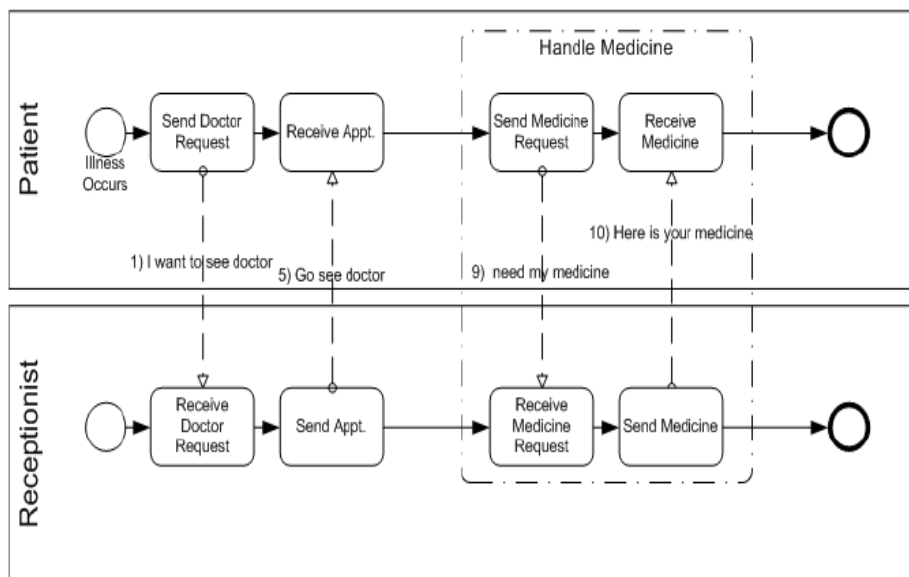 Patient
Handle Medicine
Send Doctor
Request
Receive Appt.
Send Medicine
Request
Receive
Medicine
Illness
Occurs
1) I want to see doctor
5) Go see doctor
9) need my medicine
10) Here is your medicine
Receptionist
Receive
Doctor
Request
Send Appt.
Receive
Medicine
Request
Send Medicine